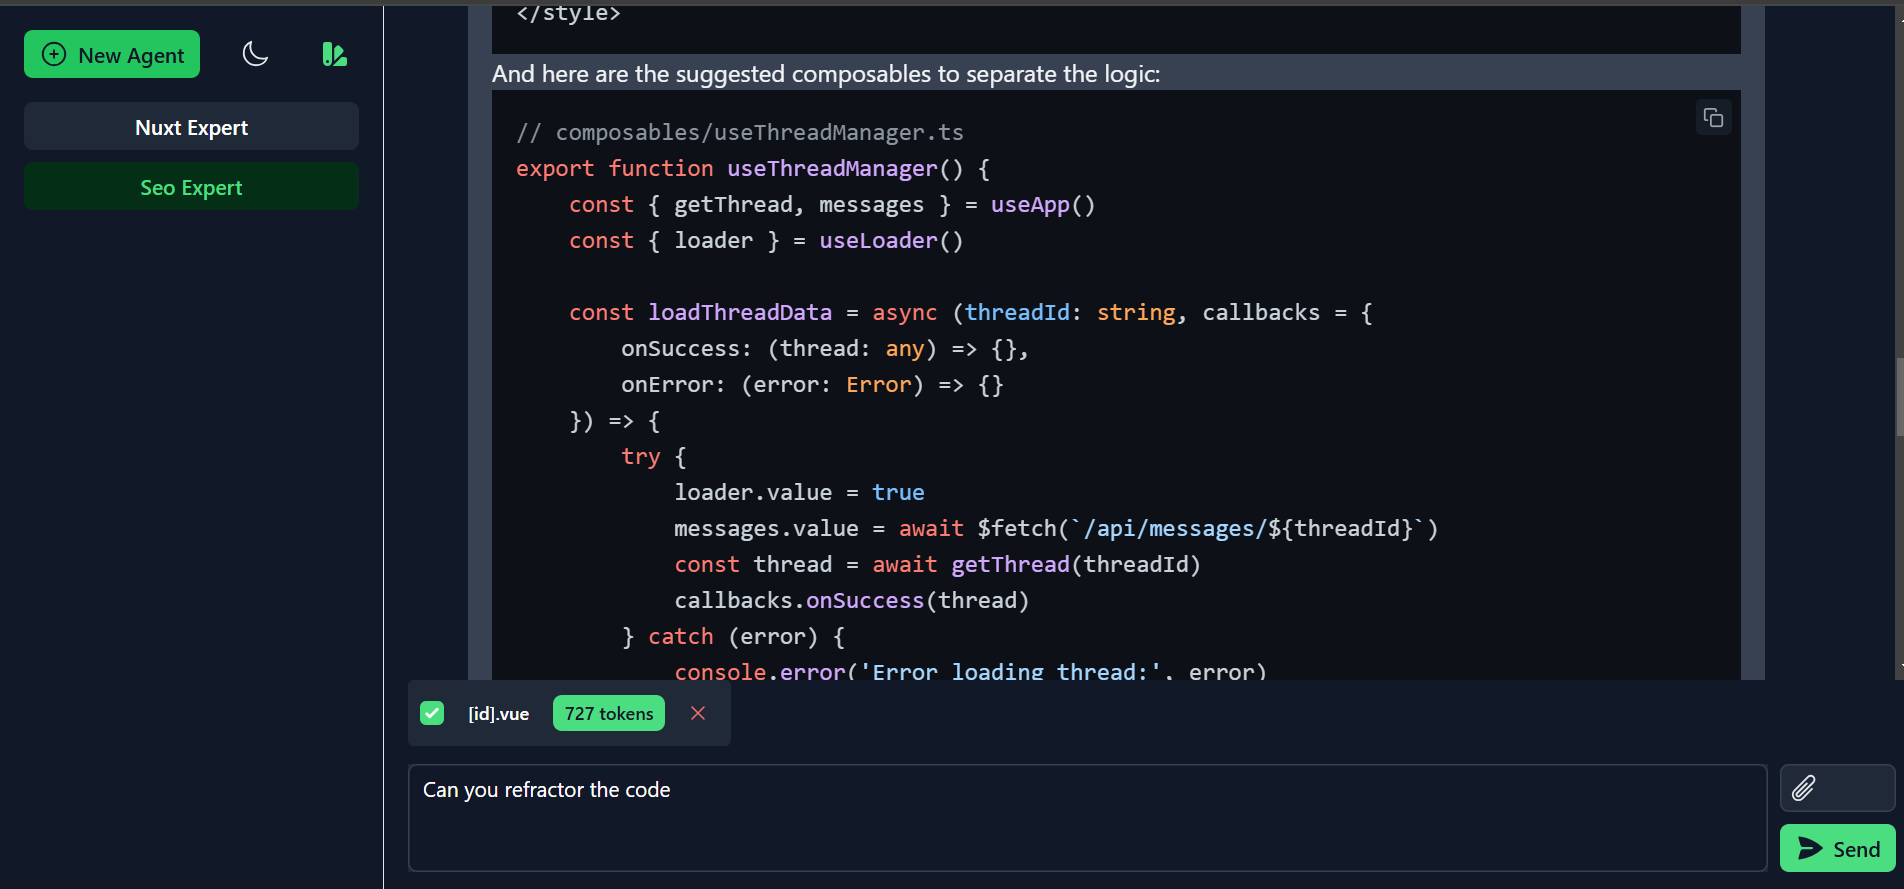 New Agent
Nuxt Expert
Seo Expert
</style>
And here are the suggested composables to separate the logic:
// composables/useThreadManager.ts
export function useThreadManager() {
    const { getThread, messages } = useApp()
    const { loader } = useLoader()
    const loadThreadData = async (threadId: string, callbacks = {
        onSuccess: (thread: any) => {},
        onError: (error: Error) => {}
    }) => {
        try {
            loader.value = true
            messages.value = await $fetch(`/api/messages/${threadId}`)
            const thread = await getThread(threadId)
            callbacks.onSuccess(thread)
        } catch (error) {
            console.error('Error loading thread:', error)
[id].vue 727 tokens
Can you refractor the code
Send